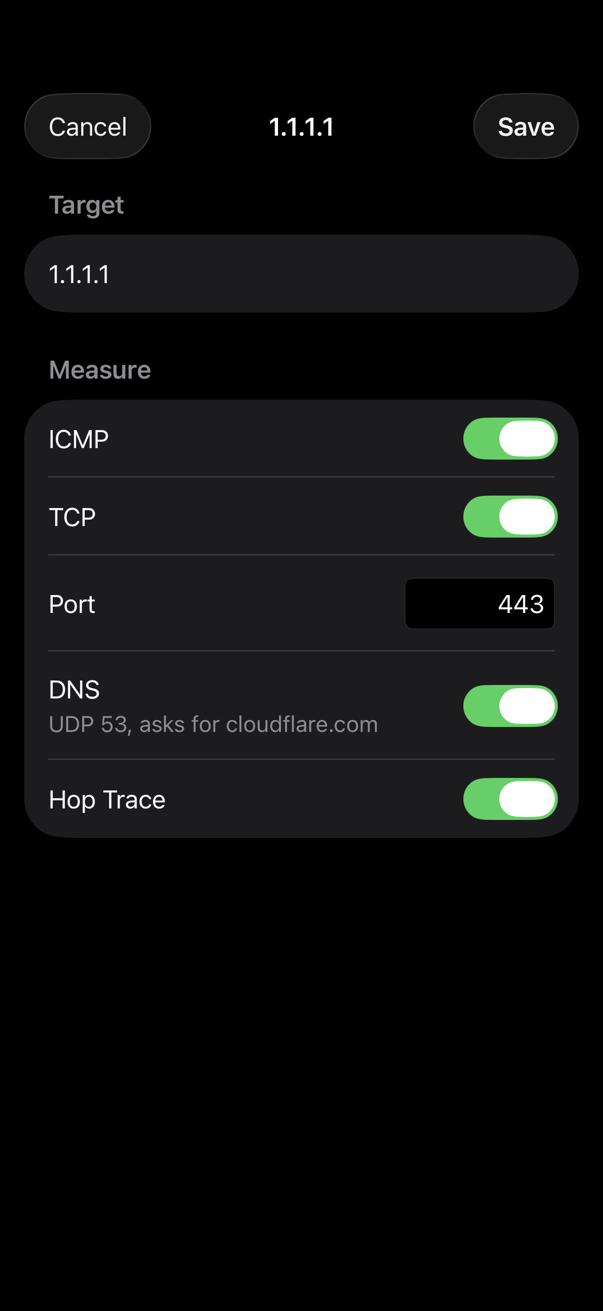 Cancel
1.1.1.1
Save
Target
1.1.1.1
Measure
ICMP
TCP
Port
443
DNS
UDP 53, asks for cloudflare.com
Hop Trace